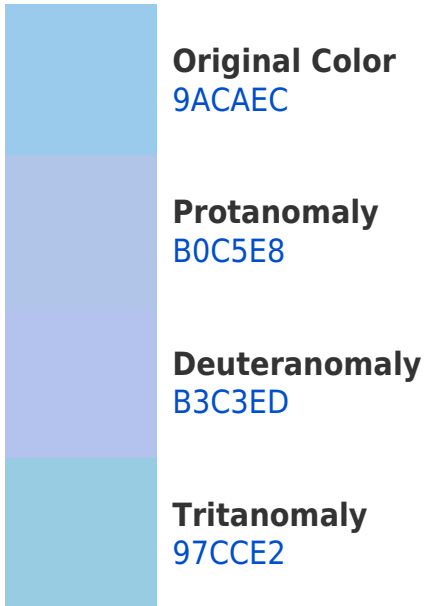 Original Color
9ACAEC
Protanomaly
B0C5E8
Deuteranomaly
B3C3ED
Tritanomaly
97CCE2